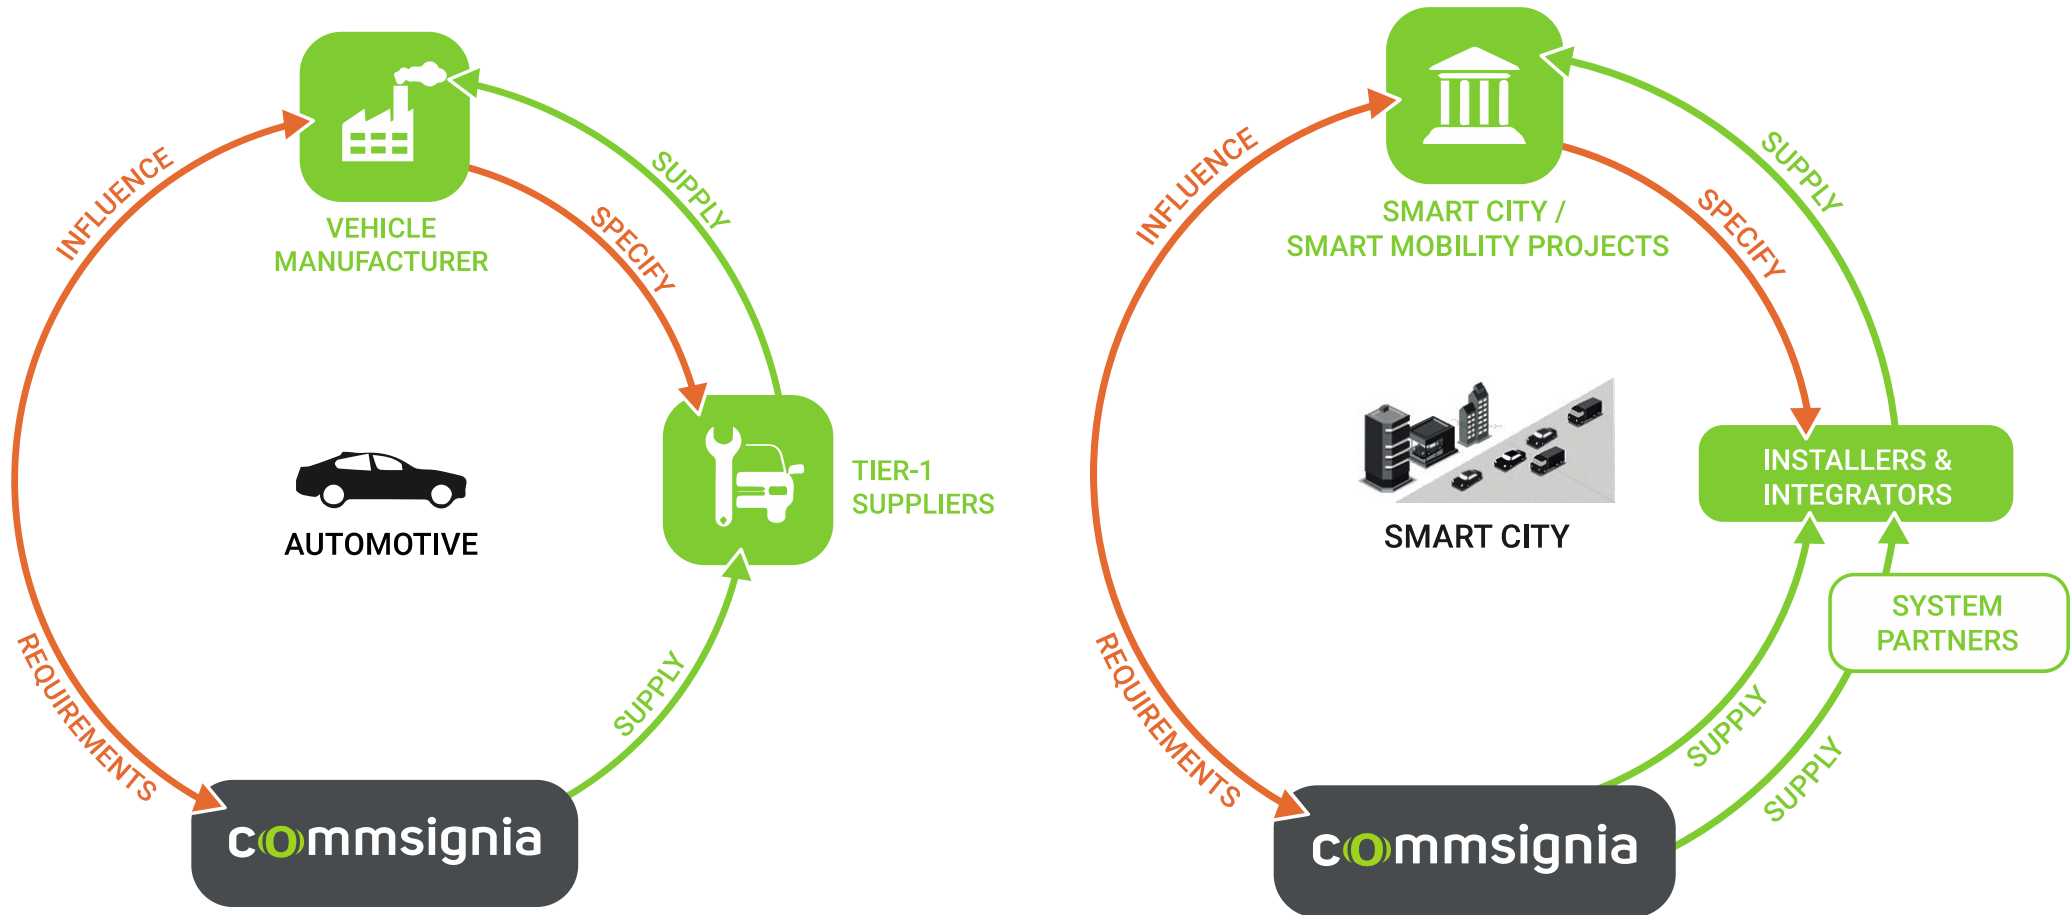 INFLUENCE
REQUIREMENTS
VEHICLE
MANUFACTURER
SUPPLY
SPECIFY
AUTOMOTIVE
TIER-1
SUPPLIERS
SUPPLY
commsignia
INFLUENCE
REQUIREMENTS
SMART CITY /
SMART MOBILITY PROJECTS
SUPPLY
SPECIFY
SMART CITY
INSTALLERS &
INTEGRATORS
SYSTEM
PARTNERS
SUPPLY
SUPPLY
commsignia